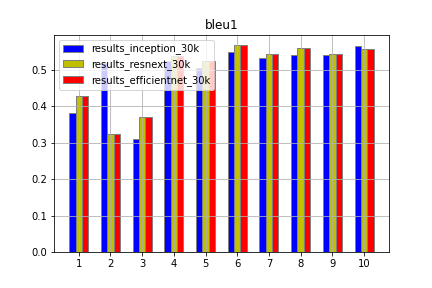 bleu1
results_inception_30k
results_resnext_30k
results_efficientnet_30k
0.5
0.4
0.3
0.2
0.1
0.0
1 2 3 4 5 6 7 8 9 10